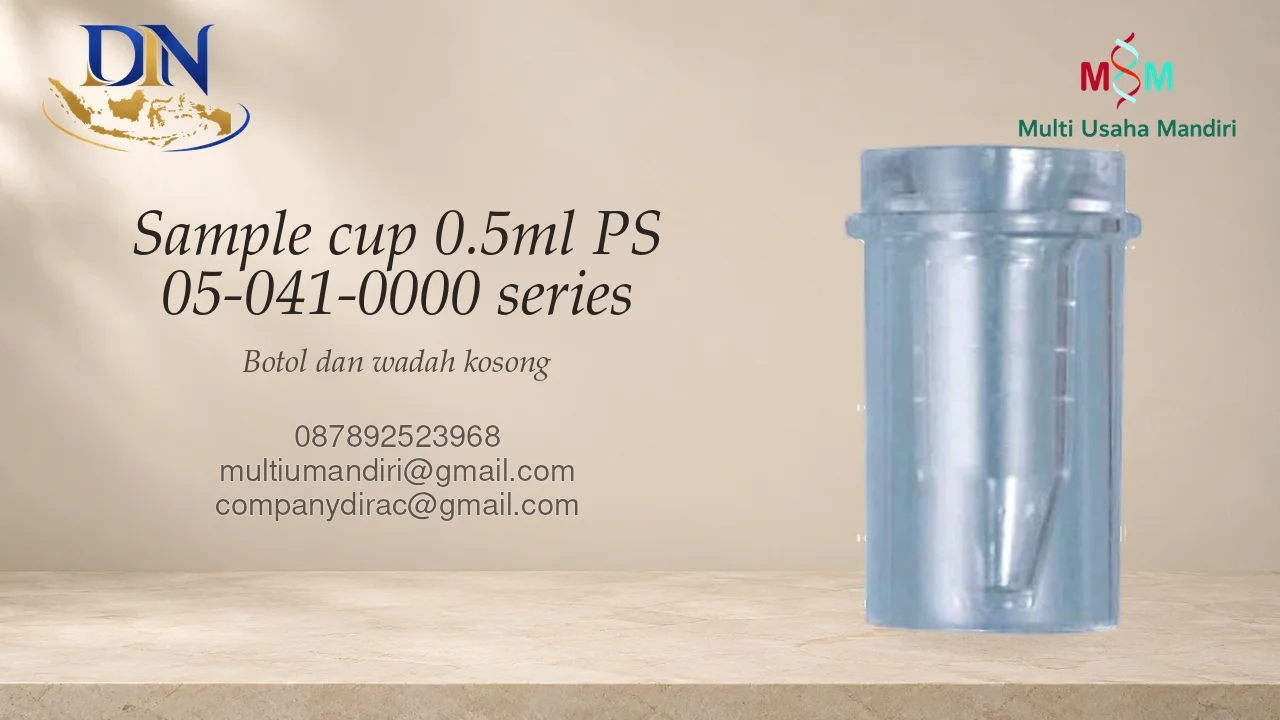 DN
M M
Multi Usaha Mandiri
Sample cup 0.5ml PS
05-041-0000 series
Botol dan wadah kosong
087892523968
multiumandiri@gmail.com
companydirac@gmail.com